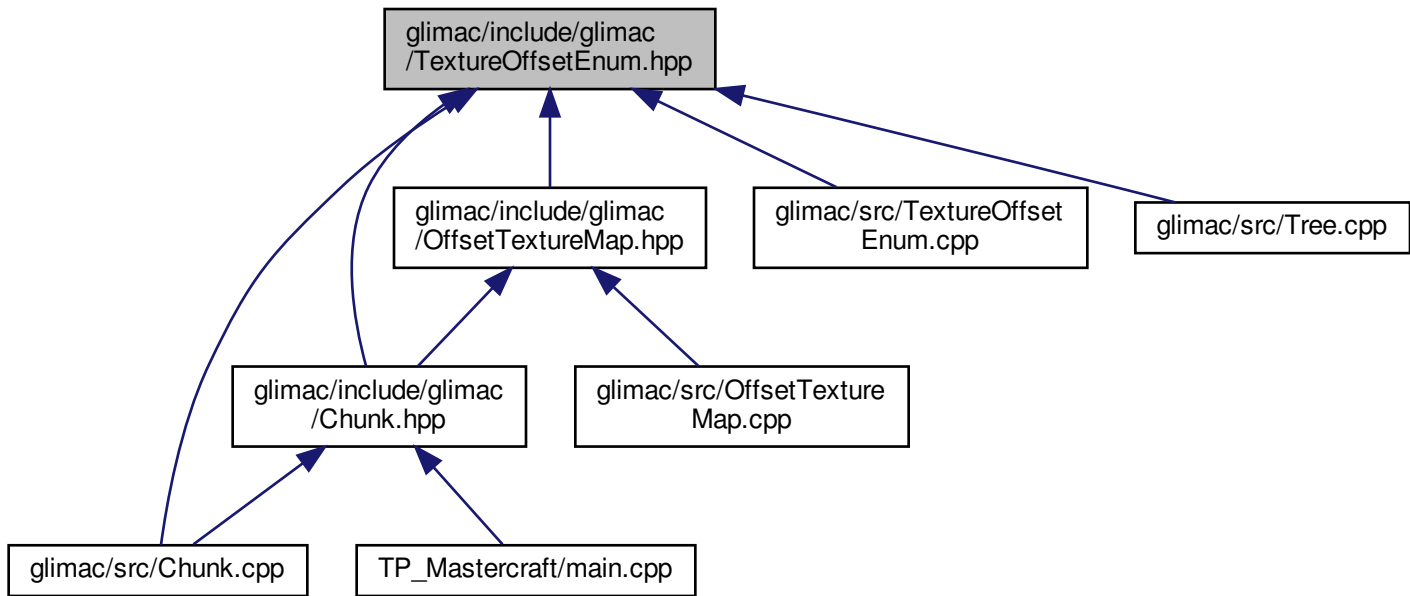 glimac/include/glimac
/TextureOffsetEnum.hpp
glimac/include/glimac
/OffsetTextureMap.hpp
glimac/src/TextureOffset
Enum.cpp
glimac/src/Tree.cpp
glimac/include/glimac
/Chunk.hpp
glimac/src/OffsetTexture
Map.cpp
glimac/src/Chunk.cpp
TP_Mastercraft/main.cpp